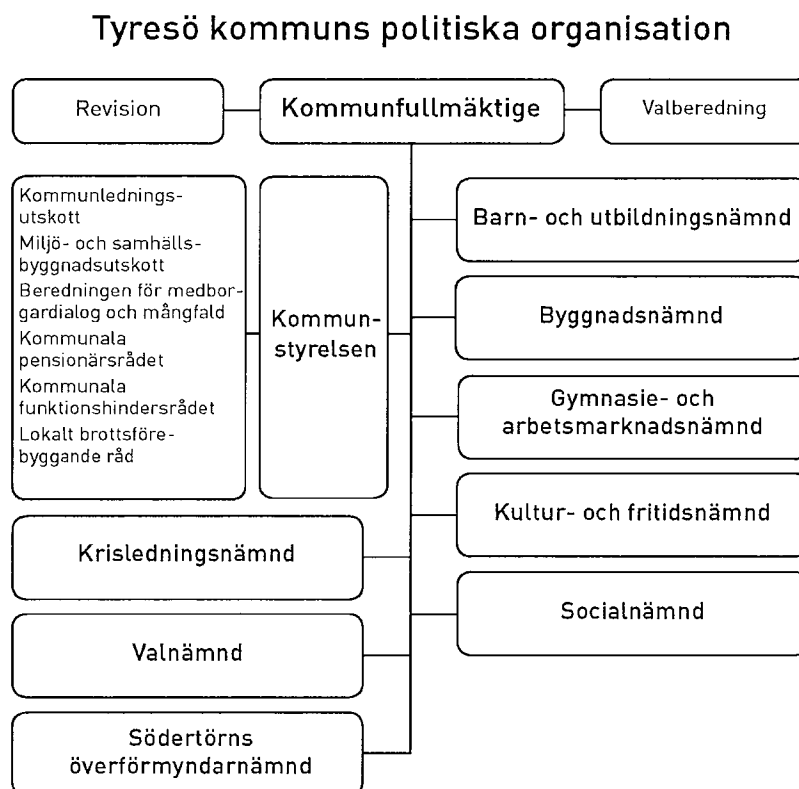 Tyresö kommuns politiska organisation
Revision
Kommunfullmäktige
Valberedning
Kommunlednings-
utskott
Miljö- och samhälls-
byggnadsutskott
Beredningen för medbor-
gardialog och mångfald
Kommunala
pensionärsrådet
Kommunala
funktionshindersrådet
Lokalt brottsföre-
byggande råd
Kommun-
styrelsen
Barn- och utbildningsnämnd
Byggnadsnämnd
Gymnasie- och
arbetsmarknadsnämnd
Kultur- och fritidsnämnd
Socialnämnd
Krisledningsnämnd
Valnämnd
Södertörns
överförmyndarnämnd